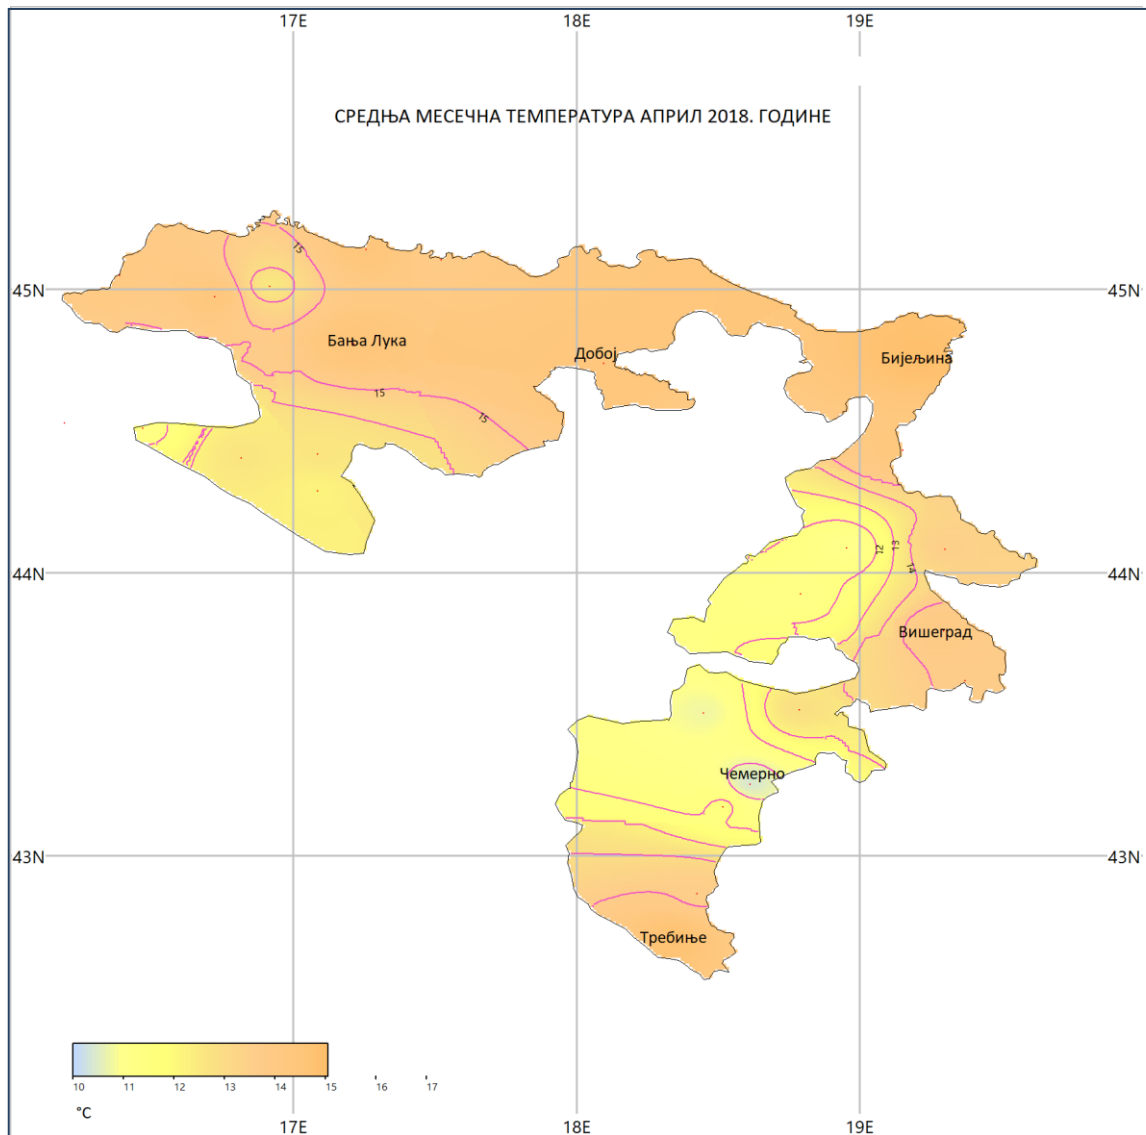 17E 18E 19E
СРЕДЊА МЕСЕЧНА ТЕМПЕРАТУРА АПРИЛ 2018. ГОДИНЕ
15
45N 45N
Бања Лука
Добој
Бијељина
15
15
12
13
14
44N 44N
Вишеград
Чемерно
43N 43N
Требиње
10 11 12 13 14 15 16 17
°C
17E 18E 19E